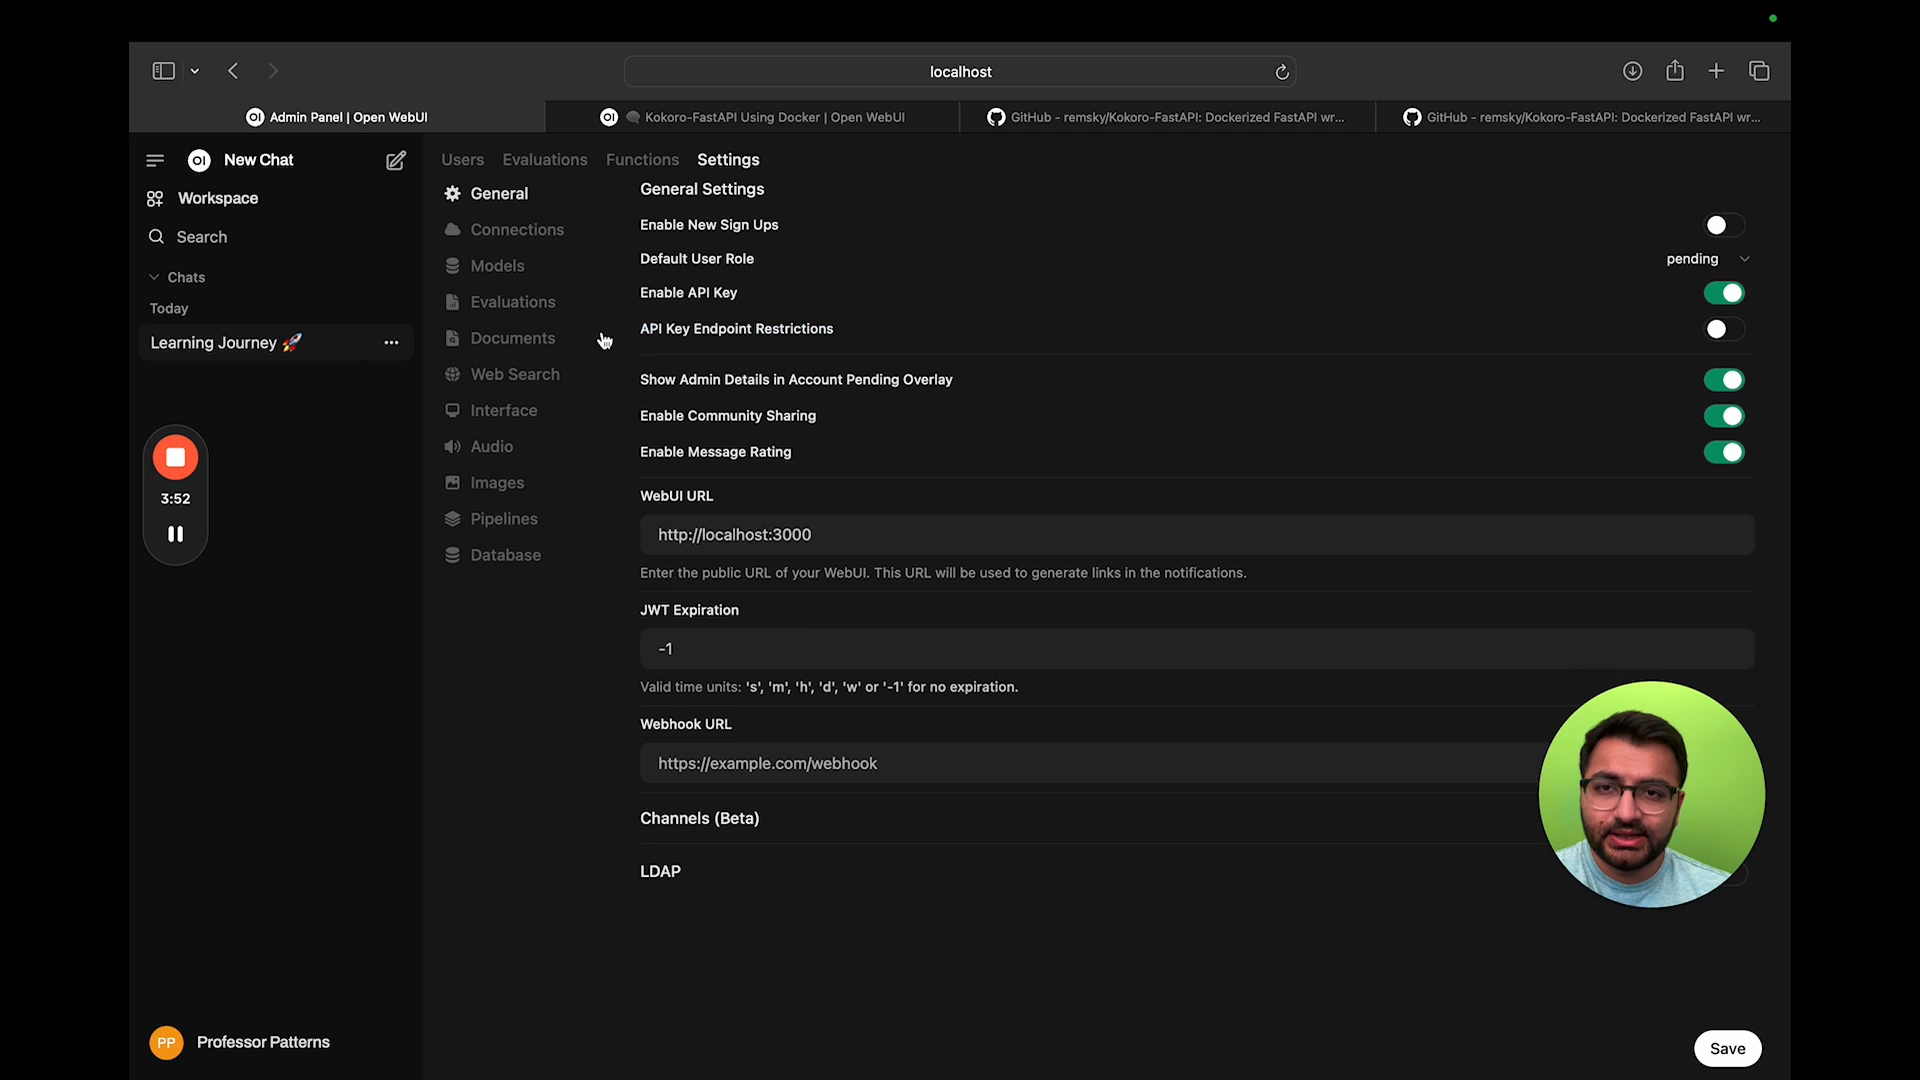 localhost
OI Admin Panel | Open WebUI
OI Kokoro-FastAPI Using Docker | Open WebUI
GitHub - remsky/Kokoro-FastAPI: Dockerized FastAPI wr...
GitHub - remsky/Kokoro-FastAPI: Dockerized FastAPI wr...
OI New Chat
Workspace
Search
Chats
Today
Learning Journey 🚀
3:52
PP Professor Patterns
Users Evaluations Functions Settings
General
Connections
Models
Evaluations
Documents
Web Search
Interface
Audio
Images
Pipelines
Database
General Settings
Enable New Sign Ups
Default User Role pending
Enable API Key
API Key Endpoint Restrictions
Show Admin Details in Account Pending Overlay
Enable Community Sharing
Enable Message Rating
WebUI URL
http://localhost:3000
Enter the public URL of your WebUI. This URL will be used to generate links in the notifications.
JWT Expiration
-1
Valid time units: 's', 'm', 'h', 'd', 'w' or '-1' for no expiration.
Webhook URL
https://example.com/webhook
Channels (Beta)
LDAP
Save